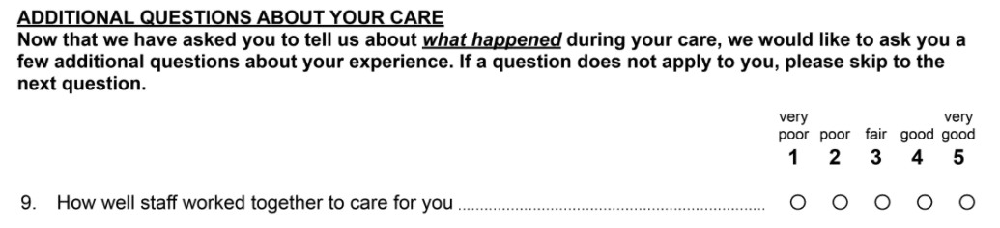 ADDITIONAL QUESTIONS ABOUT YOUR CARE
Now that we have asked you to tell us about what happened during your care, we would like to ask you a
few additional questions about your experience. If a question does not apply to you, please skip to the
next question.
very very
poor poor fair good good
1 2 3 4 5
9. How well staff worked together to care for you ................................................................................